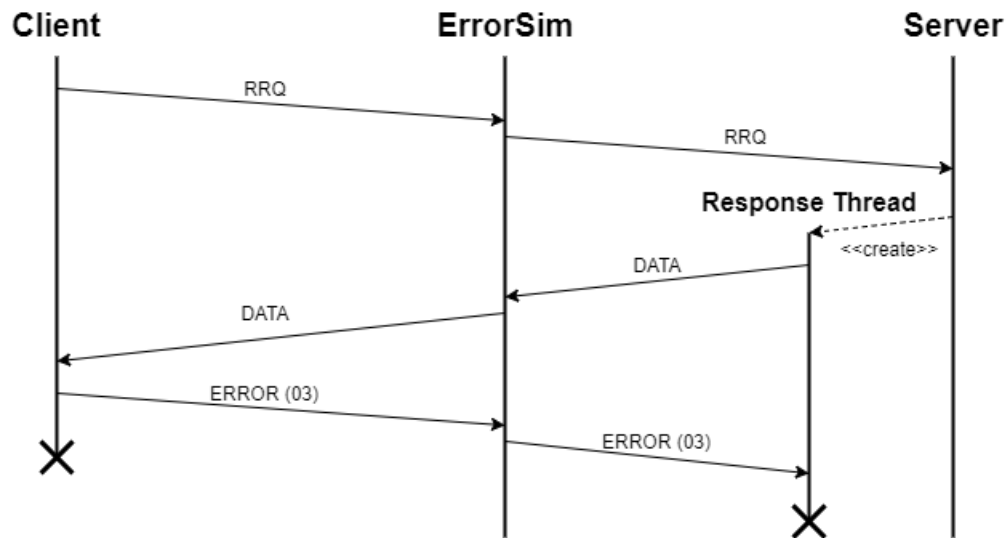 Client
ErrorSim
Server
RRQ
RRQ
Response Thread
<<create>>
DATA
DATA
ERROR (03)
ERROR (03)